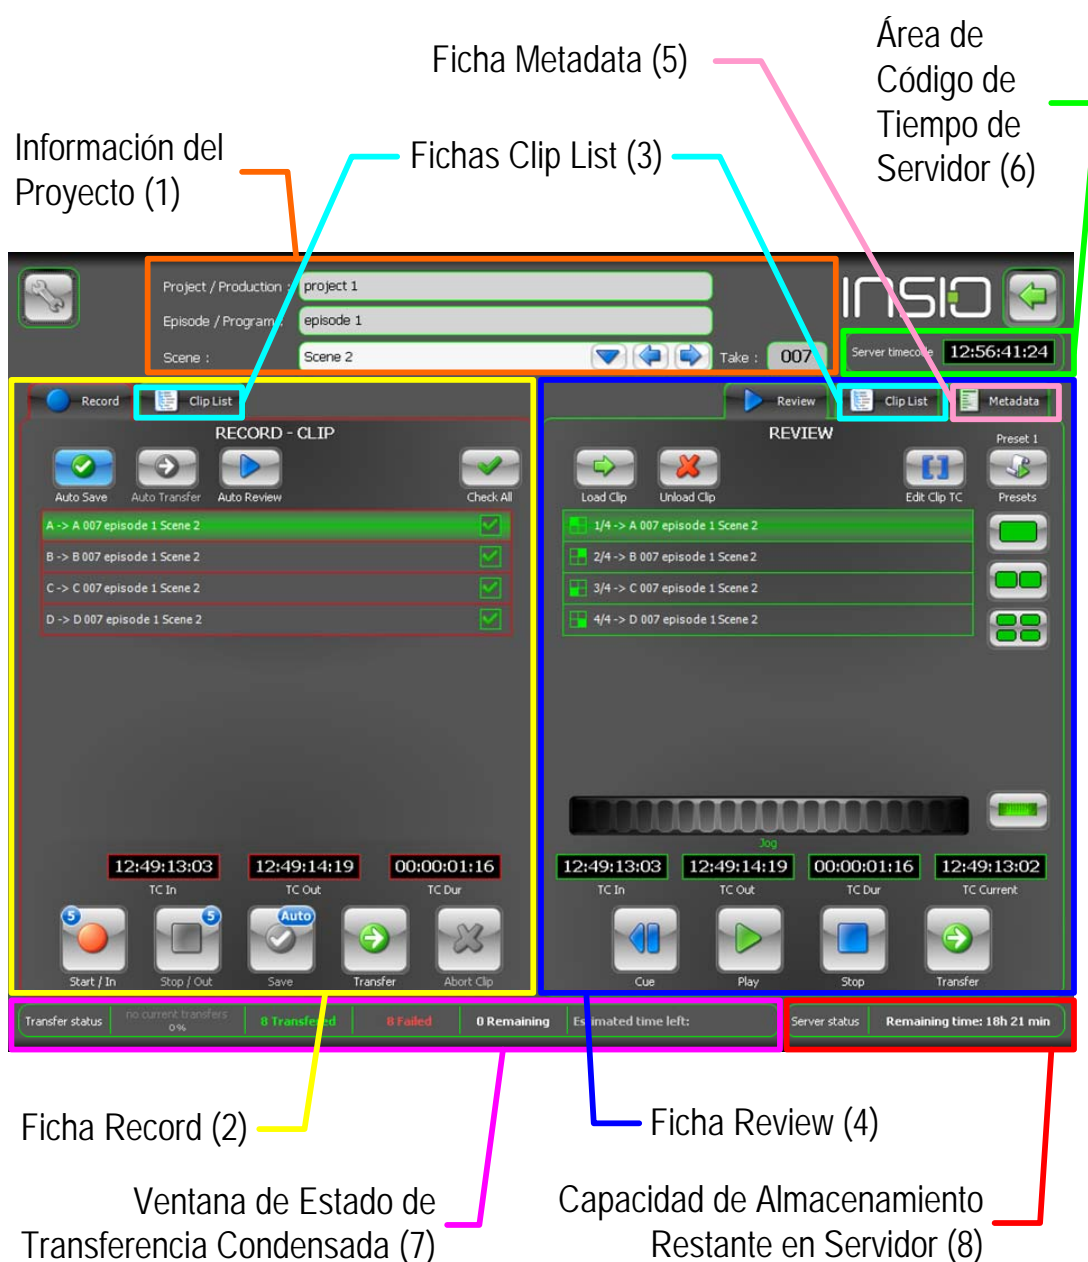 Ficha Metadata (5)
Área de
Código de
Tiempo de
Servidor (6)
Información del
Proyecto (1)
Fichas Clip List (3)
Project / Production :
project 1
Episode / Program :
episode 1
Scene :
Scene 2
Take :
007
INSIO
Server timecode
12:56:41:24
Record
Clip List
Review
Clip List
Metadata
RECORD - CLIP
Auto Save
Auto Transfer
Auto Review
Check All
A -> A 007 episode 1 Scene 2
B -> B 007 episode 1 Scene 2
C -> C 007 episode 1 Scene 2
D -> D 007 episode 1 Scene 2
12:49:13:03
12:49:14:19
00:00:01:16
TC In
TC Out
TC Dur
5
5
Auto
Start / In
Stop / Out
Save
Transfer
Abort Clip
REVIEW
Preset 1
Load Clip
Unload Clip
Edit Clip TC
Presets
1/4 -> A 007 episode 1 Scene 2
2/4 -> B 007 episode 1 Scene 2
3/4 -> C 007 episode 1 Scene 2
4/4 -> D 007 episode 1 Scene 2
Jog
12:49:13:03
12:49:14:19
00:00:01:16
12:49:13:02
TC In
TC Out
TC Dur
TC Current
Cue
Play
Stop
Transfer
Transfer status
no current transfers
0%
8 Transfered
8 Failed
0 Remaining
Estimated time left:
Server status
Remaining time: 18h 21 min
Ficha Record (2)
Ficha Review (4)
Ventana de Estado de
Transferencia Condensada (7)
Capacidad de Almacenamiento
Restante en Servidor (8)